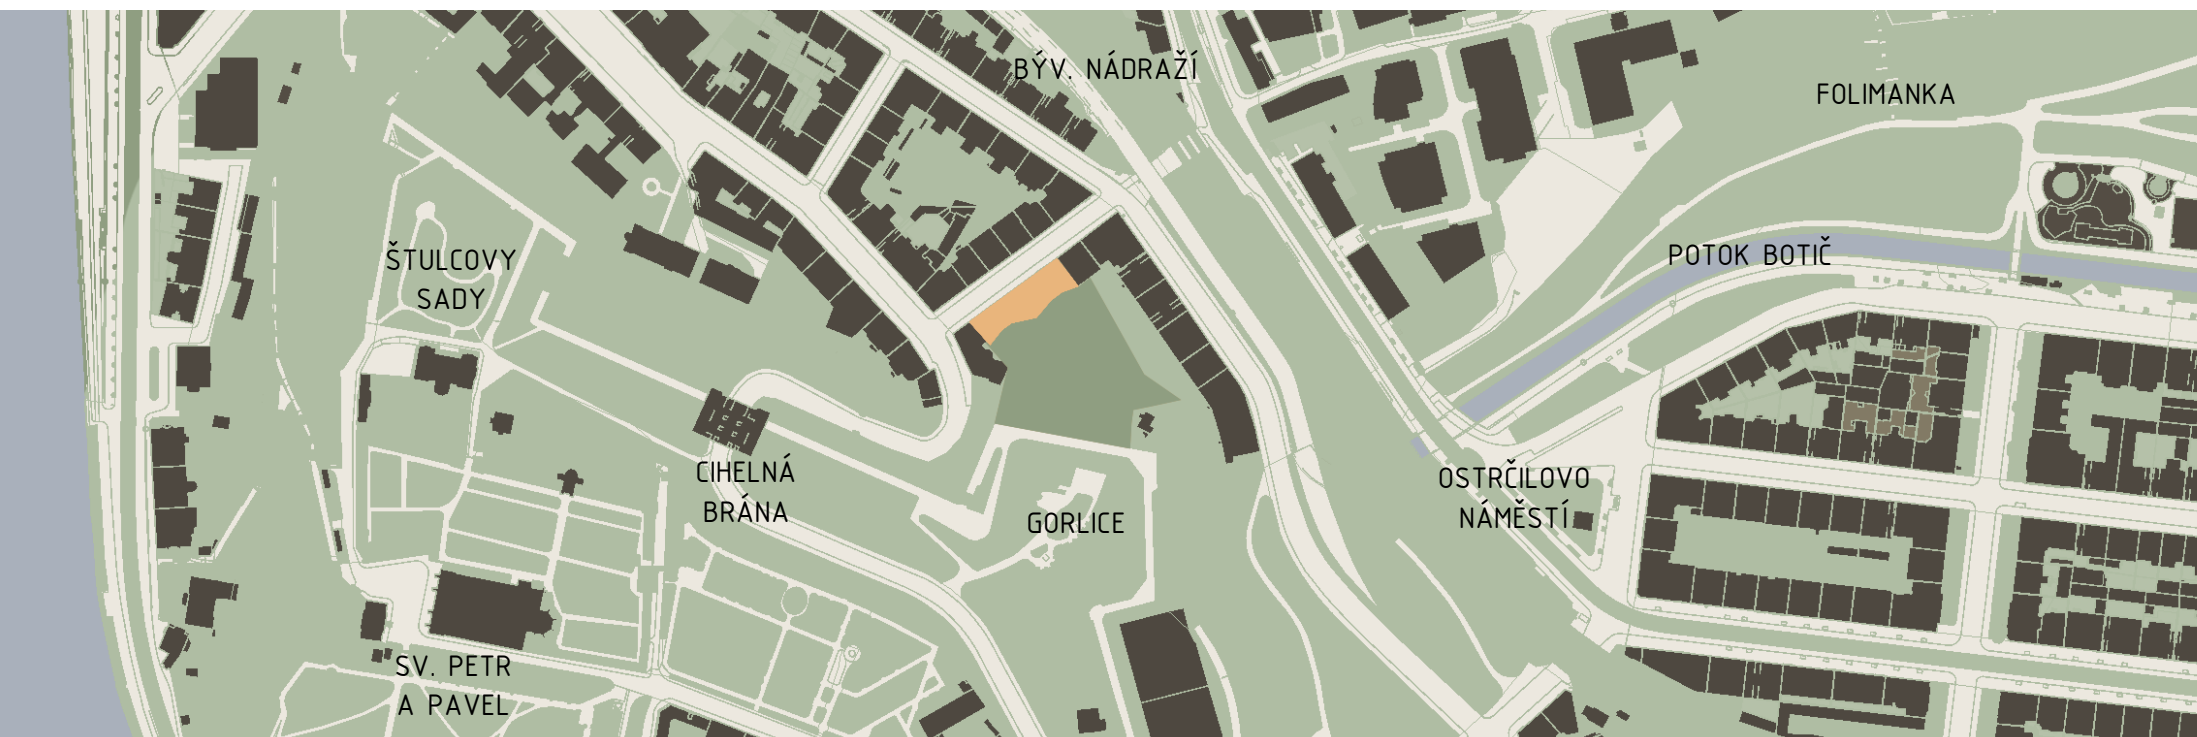 BÝV. NÁDRAŽÍ
FOLIMANKA
ŠTULCOVY
SADY
POTOK BOTIČ
CIHELNÁ
BRÁNA
GORLICE
OSTRČILOVO
NÁMĚSTÍ
SV. PETR
A PAVEL